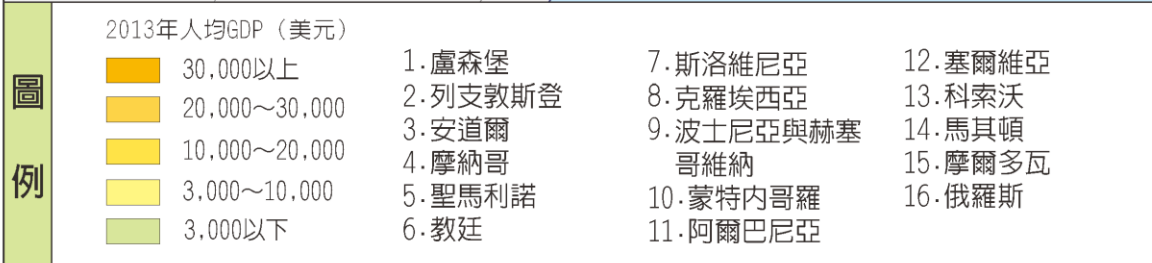 圖例
2013年人均GDP（美元）
30,000以上
20,000～30,000
10,000～20,000
3,000～10,000
3,000以下
1.盧森堡
2.列支敦斯登
3.安道爾
4.摩納哥
5.聖馬利諾
6.教廷
7.斯洛維尼亞
8.克羅埃西亞
9.波士尼亞與赫塞
哥維納
10.蒙特內哥羅
11.阿爾巴尼亞
12.塞爾維亞
13.科索沃
14.馬其頓
15.摩爾多瓦
16.俄羅斯